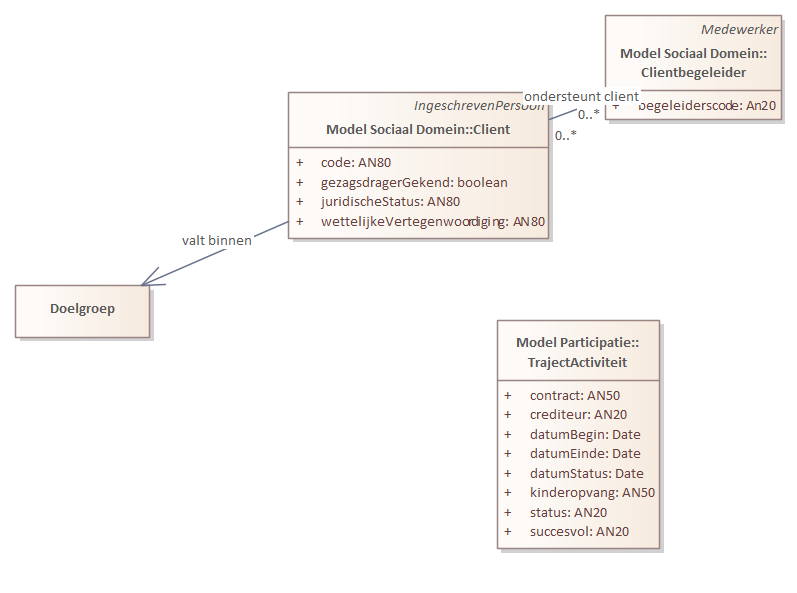 Medewerker
Model Sociaal Domein::
Clientbegeleider
+ begeleiderscode: An20
ondersteunt client
0..*
0..*
IngeschrevenPersoon
Model Sociaal Domein::Client
+ code: AN80
+ gezagsdragerGekend: boolean
+ juridischeStatus: AN80
+ wettelijkeVertegenwoordiging: AN80
valt binnen
Doelgroep
Model Participatie::
TrajectActiviteit
+ contract: AN50
+ crediteur: AN20
+ datumBegin: Date
+ datumEinde: Date
+ datumStatus: Date
+ kinderopvang: AN50
+ status: AN20
+ succesvol: AN20